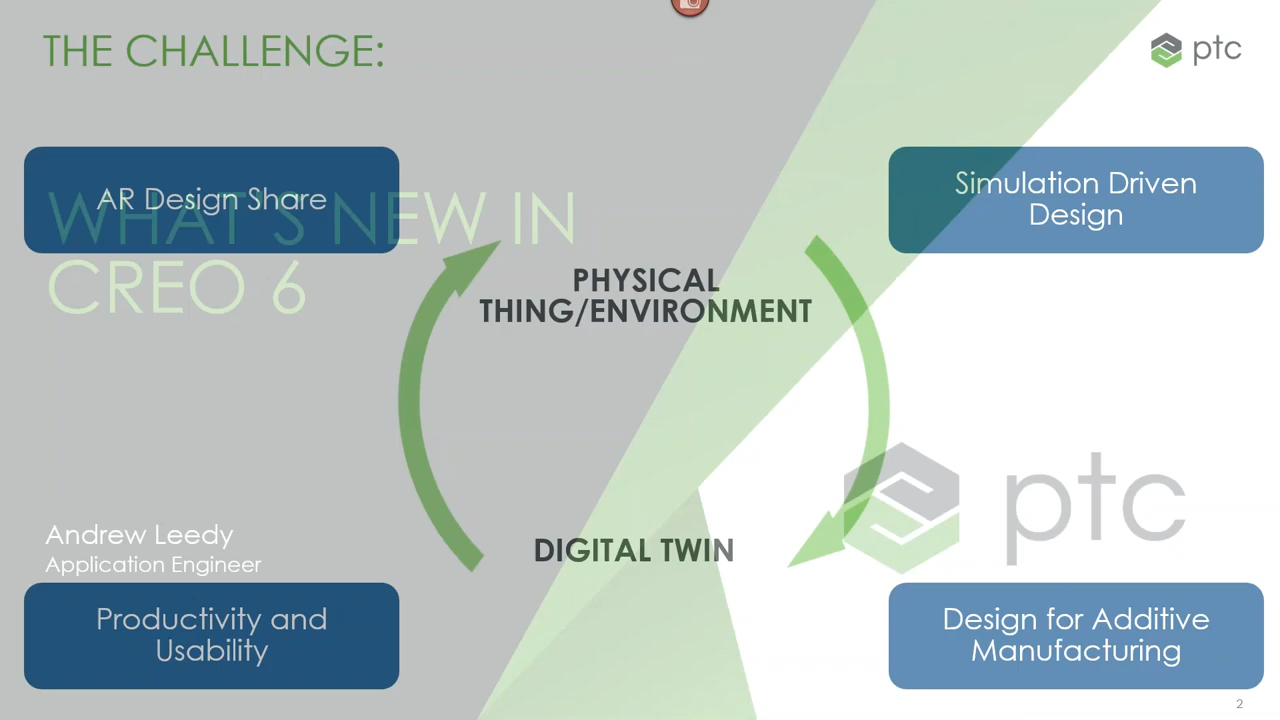 THE CHALLENGE:
ptc
AR Design Share
Simulation Driven
Design
WHAT'S NEW IN
CREO 6
PHYSICAL
THING/ENVIRONMENT
ptc
Andrew Leedy
Application Engineer
DIGITAL TWIN
Productivity and
Usability
Design for Additive
Manufacturing
2